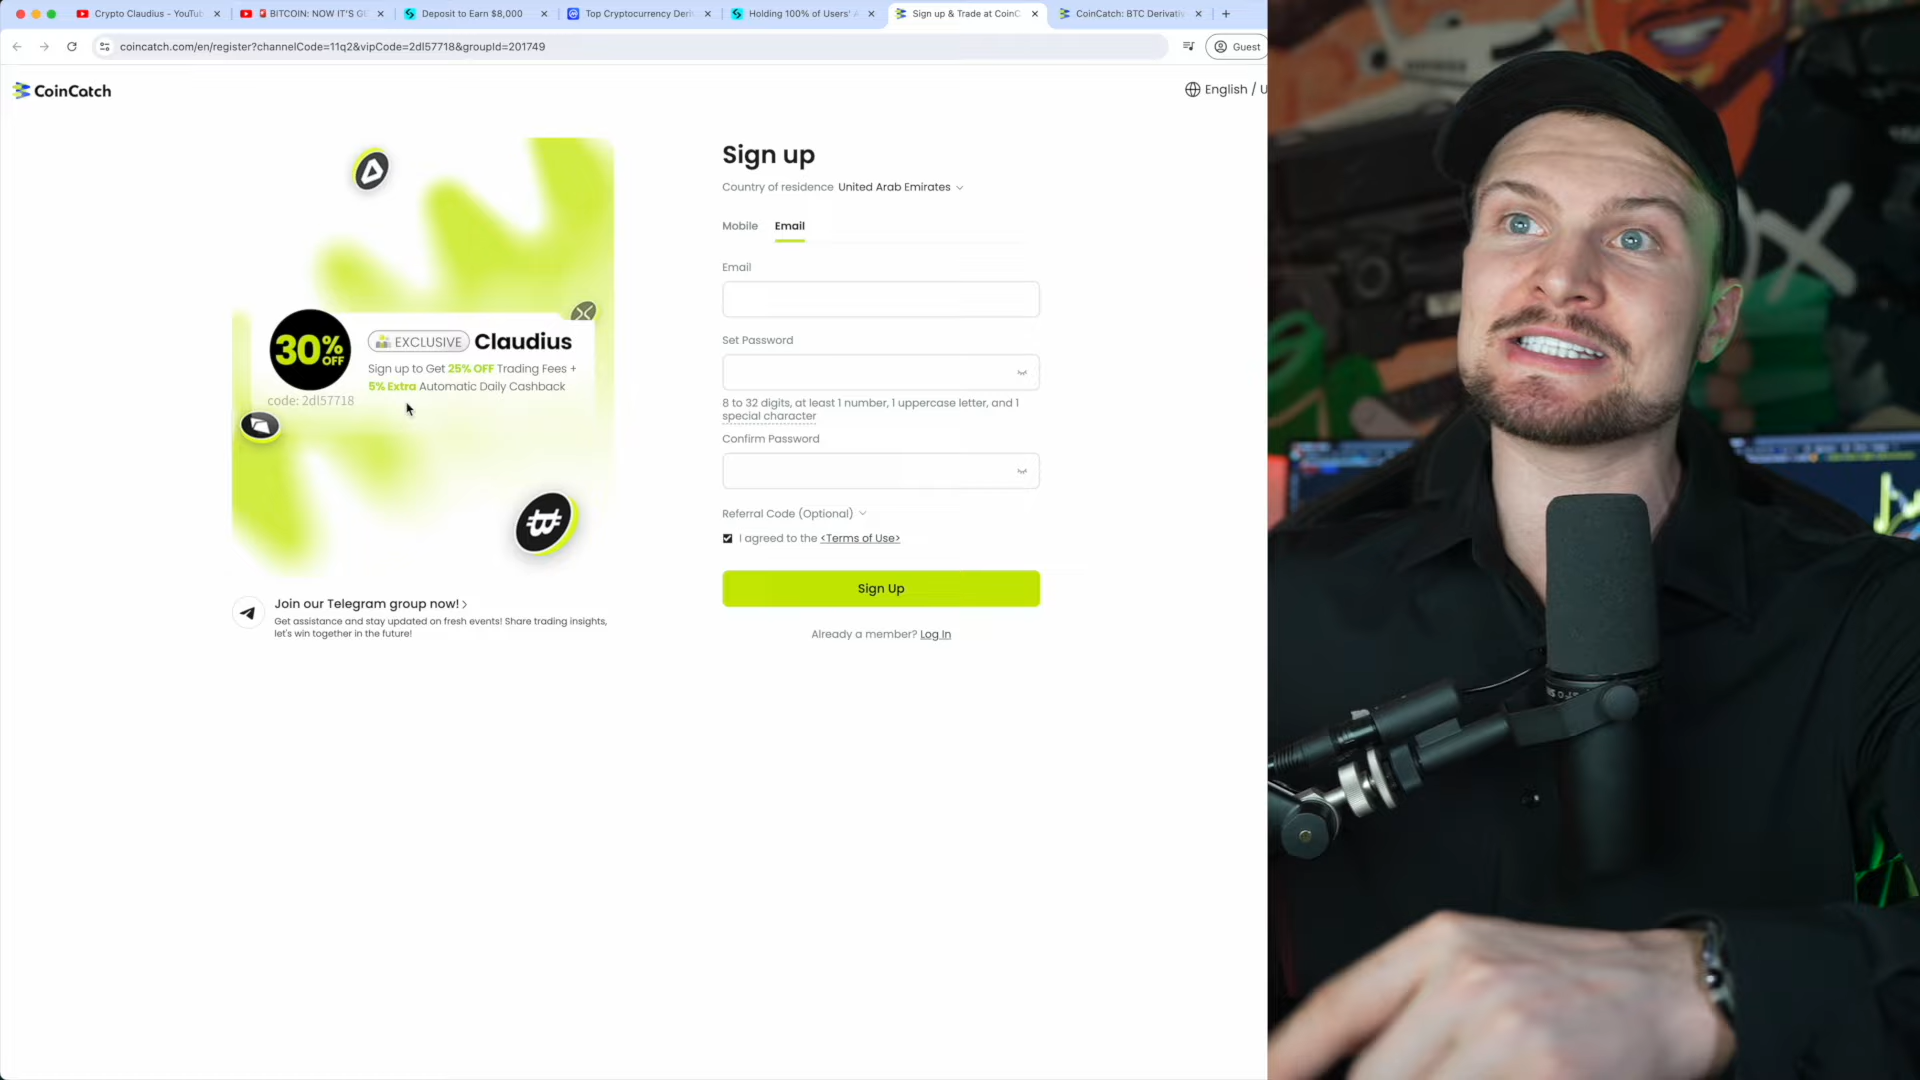 Crypto Claudius - YouTub
BITCOIN: NOW IT'S GE
Deposit to Earn $8,000
Top Cryptocurrency Deri
Holding 100% of Users' A
Sign up & Trade at CoinC
CoinCatch: BTC Derivati
coincatch.com/en/register?channelCode=11q2&vipCode=2dl57718&groupId=201749
Guest
CoinCatch
English / U
Sign up
Country of residence United Arab Emirates
Mobile Email
Email
30% OFF
EXCLUSIVE Claudius
Sign up to Get 25% OFF Trading Fees +
5% Extra Automatic Daily Cashback
code: 2dl57718
Set Password
8 to 32 digits, at least 1 number, 1 uppercase letter, and 1
special character
Confirm Password
Referral Code (Optional)
I agreed to the <Terms of Use>
Sign Up
Already a member? Log In
Join our Telegram group now!
Get assistance and stay updated on fresh events! Share trading insights,
let's win together in the future!